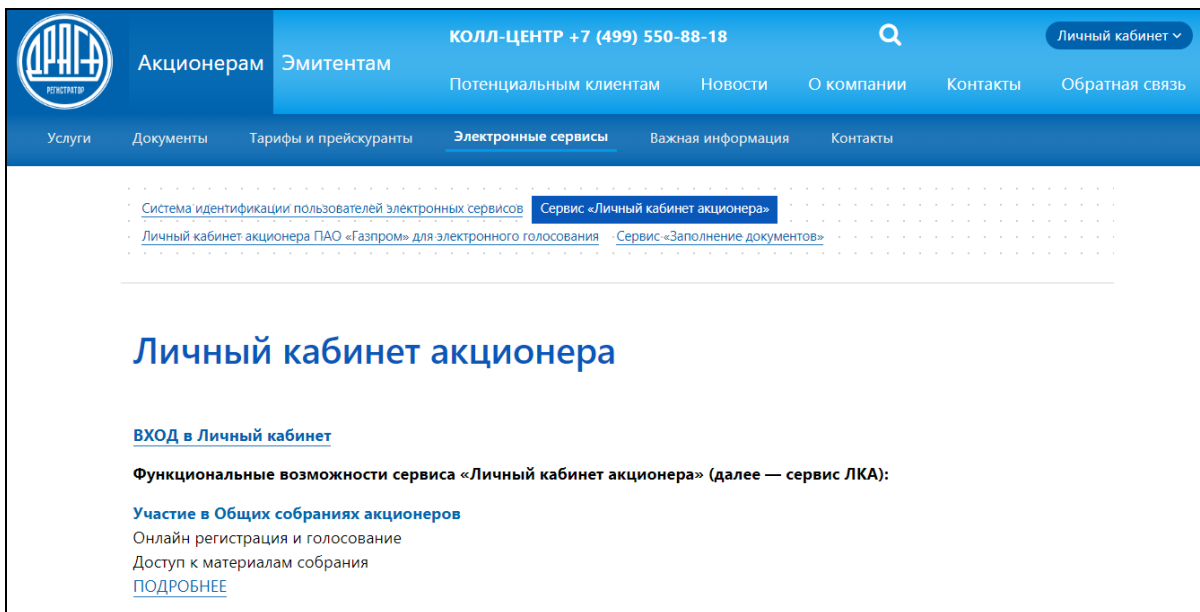 ДРАГА
РЕГИСТРАТОР
Акционерам Эмитентам
КОЛЛ-ЦЕНТР +7 (499) 550-88-18
Личный кабинет
Потенциальным клиентам Новости О компании Контакты Обратная связь
Услуги Документы Тарифы и прейскуранты Электронные сервисы Важная информация Контакты
Система идентификации пользователей электронных сервисов Сервис «Личный кабинет акционера»
Личный кабинет акционера ПАО «Газпром» для электронного голосования Сервис «Заполнение документов»
Личный кабинет акционера
ВХОД в Личный кабинет
Функциональные возможности сервиса «Личный кабинет акционера» (далее — сервис ЛКА):
Участие в Общих собраниях акционеров
Онлайн регистрация и голосование
Доступ к материалам собрания
ПОДРОБНЕЕ